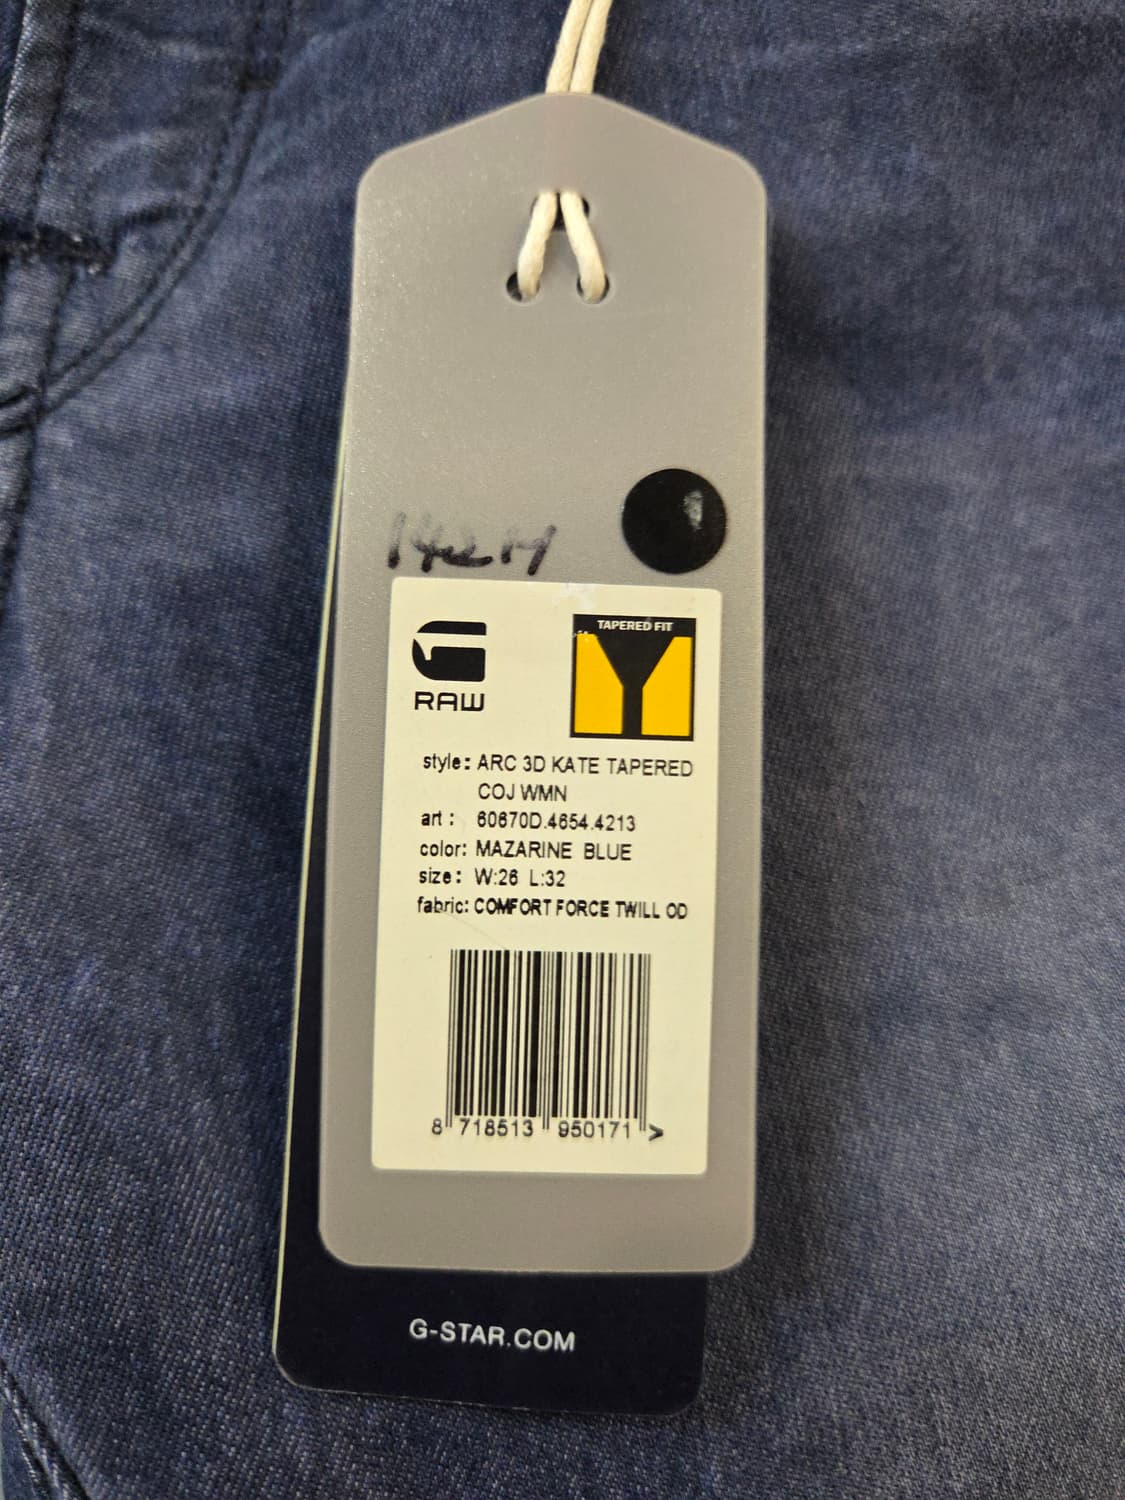 TAPERED FIT
RAW
style: ARC 3D KATE TAPERED
COJ WMN
art : 60670D.4654.4213
color: MAZARINE BLUE
size: W:26 L:32
fabric: COMFORT FORCE TWILL OD
8 718513 950171 >
G-STAR.COM